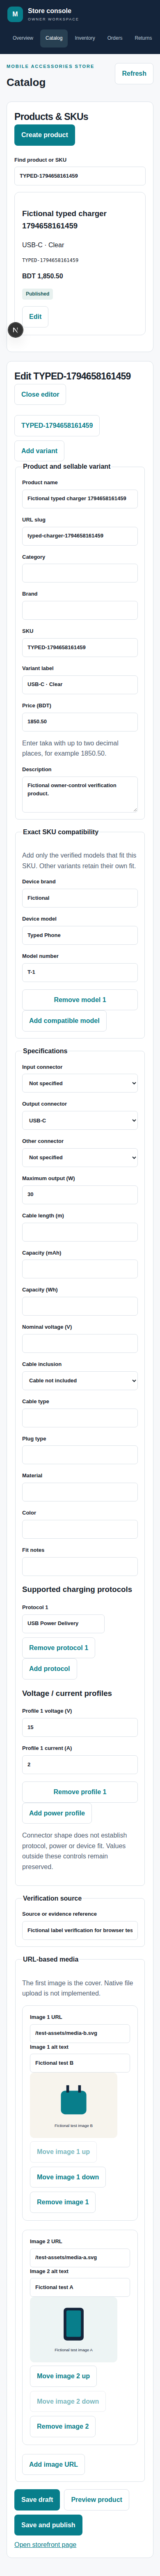 M
Store console
OWNER WORKSPACE
Overview
Catalog
Inventory
Orders
Returns
MOBILE ACCESSORIES STORE
Catalog
Refresh
Products & SKUs
Create product
Find product or SKU
TYPED-1794658161459
Fictional typed charger
1794658161459
USB-C · Clear
TYPED-1794658161459
BDT 1,850.50
Published
Edit
N
Edit TYPED-1794658161459
Close editor
TYPED-1794658161459
Add variant
Product and sellable variant
Product name
Fictional typed charger 1794658161459
URL slug
typed-charger-1794658161459
Category
Brand
SKU
TYPED-1794658161459
Variant label
USB-C · Clear
Price (BDT)
1850.50
Enter taka with up to two decimal
places, for example 1850.50.
Description
Fictional owner-control verification
product.
Exact SKU compatibility
Add only the verified models that fit this
SKU. Other variants retain their own fit.
Device brand
Fictional
Device model
Typed Phone
Model number
T-1
Remove model 1
Add compatible model
Specifications
Input connector
Not specified
Output connector
USB-C
Other connector
Not specified
Maximum output (W)
30
Cable length (m)
Capacity (mAh)
Capacity (Wh)
Nominal voltage (V)
Cable inclusion
Cable not included
Cable type
Plug type
Material
Color
Fit notes
Supported charging protocols
Protocol 1
USB Power Delivery
Remove protocol 1
Add protocol
Voltage / current profiles
Profile 1 voltage (V)
15
Profile 1 current (A)
2
Remove profile 1
Add power profile
Connector shape does not establish
protocol, power or device fit. Values
outside these controls remain
preserved.
Verification source
Source or evidence reference
Fictional label verification for browser tes
URL-based media
The first image is the cover. Native file
upload is not implemented.
Image 1 URL
/test-assets/media-b.svg
Image 1 alt text
Fictional test B
Fictional test image B
Move image 1 up
Move image 1 down
Remove image 1
Image 2 URL
/test-assets/media-a.svg
Image 2 alt text
Fictional test A
Fictional test image A
Move image 2 up
Move image 2 down
Remove image 2
Add image URL
Save draft
Preview product
Save and publish
Open storefront page